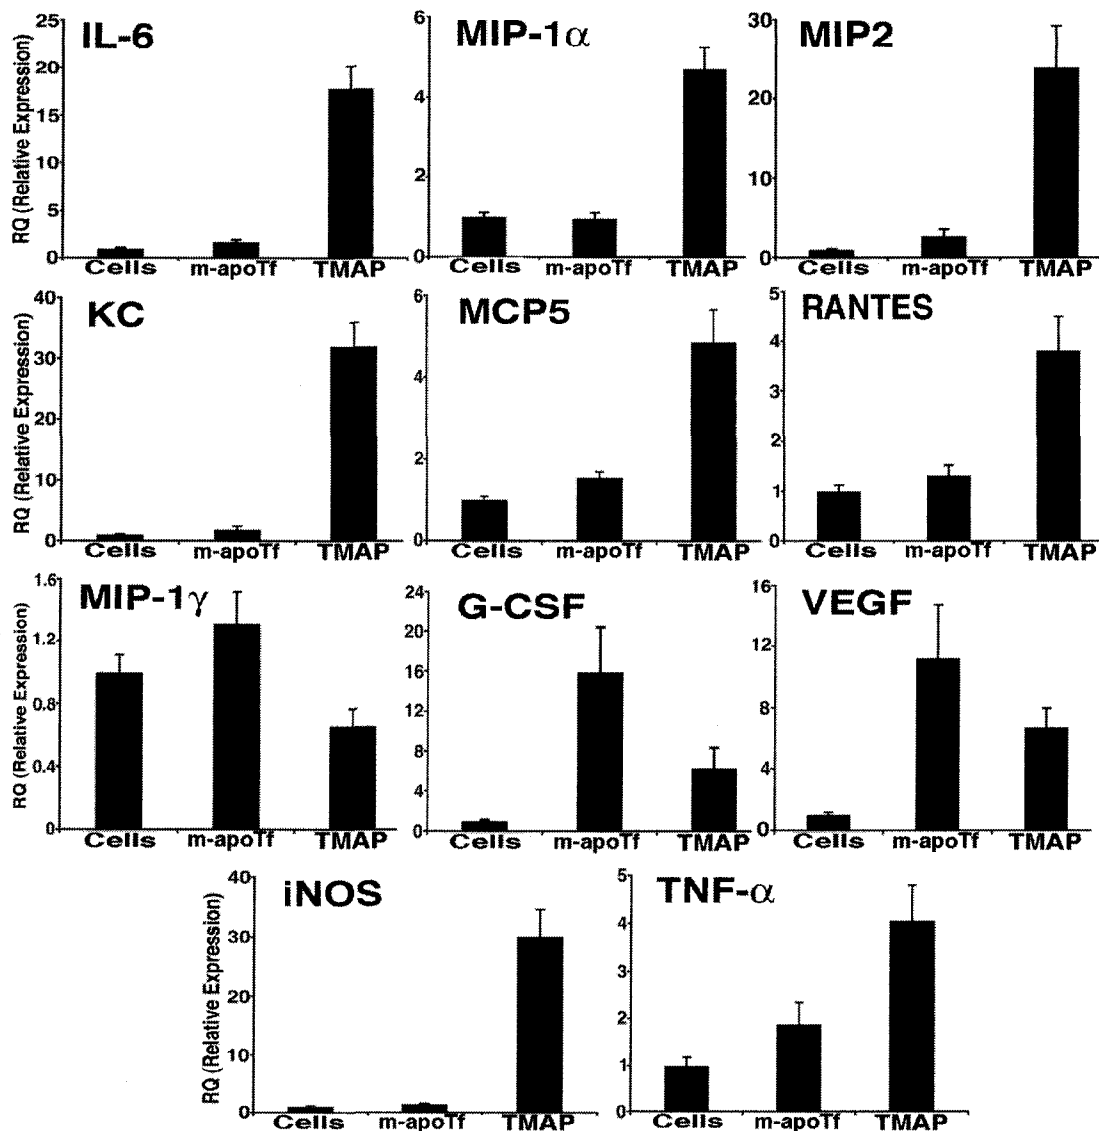 IL-6
RQ (Relative Expression)
25
20
15
10
5
0
Cells m-apoTf TMAP
MIP-1α
6
4
2
0
Cells m-apoTf TMAP
MIP2
30
20
10
0
Cells m-apoTf TMAP
KC
RQ (Relative Expression)
40
30
20
10
0
Cells m-apoTf TMAP
MCP5
6
4
2
0
Cells m-apoTf TMAP
RANTES
5
4
3
2
1
0
Cells m-apoTf TMAP
MIP-1γ
RQ (Relative Expression)
1.6
1.2
0.8
0.4
0
Cells m-apoTf TMAP
G-CSF
24
20
16
12
8
4
0
Cells m-apoTf TMAP
VEGF
16
12
8
4
0
Cells m-apoTf TMAP
iNOS
RQ (Relative Expression)
40
30
20
10
0
Cells m-apoTf TMAP
TNF-α
5
4
3
2
1
0
Cells m-apoTf TMAP